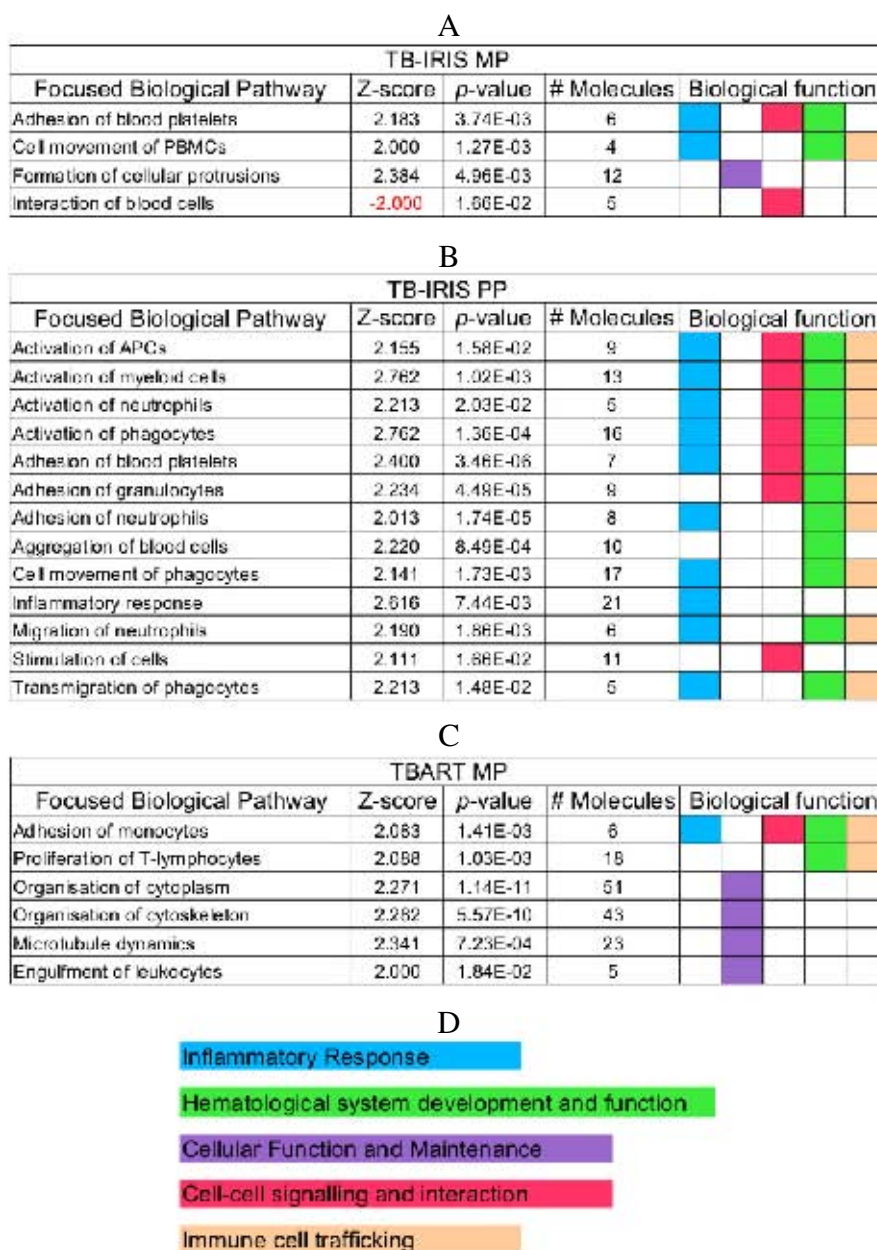 A
TB-IRIS MP
Focused Biological Pathway Z-score p-value # Molecules Biological function
Adhesion of blood platelets 2.183 3.74E-03 6
Cell movement of PBMCs 2.000 1.27E-03 4
Formation of cellular protrusions 2.384 4.96E-03 12
Interaction of blood cells -2.000 1.66E-02 5
B
TB-IRIS PP
Focused Biological Pathway Z-score p-value # Molecules Biological function
Activation of APCs 2.155 1.58E-02 9
Activation of myeloid cells 2.762 1.02E-03 13
Activation of neutrophils 2.213 2.03E-02 5
Activation of phagocytes 2.762 1.36E-04 16
Adhesion of blood platelets 2.400 3.46E-06 7
Adhesion of granulocytes 2.234 4.49E-05 9
Adhesion of neutrophils 2.013 1.74E-05 8
Aggregation of blood cells 2.220 8.49E-04 10
Cell movement of phagocytes 2.141 1.73E-03 17
Inflammatory response 2.616 7.44E-03 21
Migration of neutrophils 2.190 1.86E-03 6
Stimulation of cells 2.111 1.66E-02 11
Transmigration of phagocytes 2.213 1.48E-02 5
C
TBART MP
Focused Biological Pathway Z-score p-value # Molecules Biological function
Adhesion of monocytes 2.083 1.41E-03 6
Proliferation of T-lymphocytes 2.088 1.03E-03 18
Organisation of cytoplasm 2.271 1.14E-11 51
Organisation of cytoskeleton 2.282 5.57E-10 43
Microtubule dynamics 2.341 7.23E-04 23
Engulfment of leukocytes 2.000 1.84E-02 5
D
Inflammatory Response
Hematological system development and function
Cellular Function and Maintenance
Cell-cell signalling and interaction
Immune cell trafficking